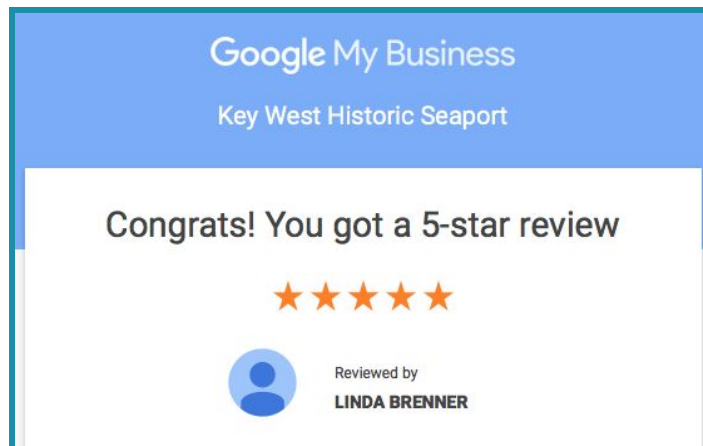 Google My Business
Key West Historic Seaport
Congrats! You got a 5-star review
Reviewed by
LINDA BRENNER